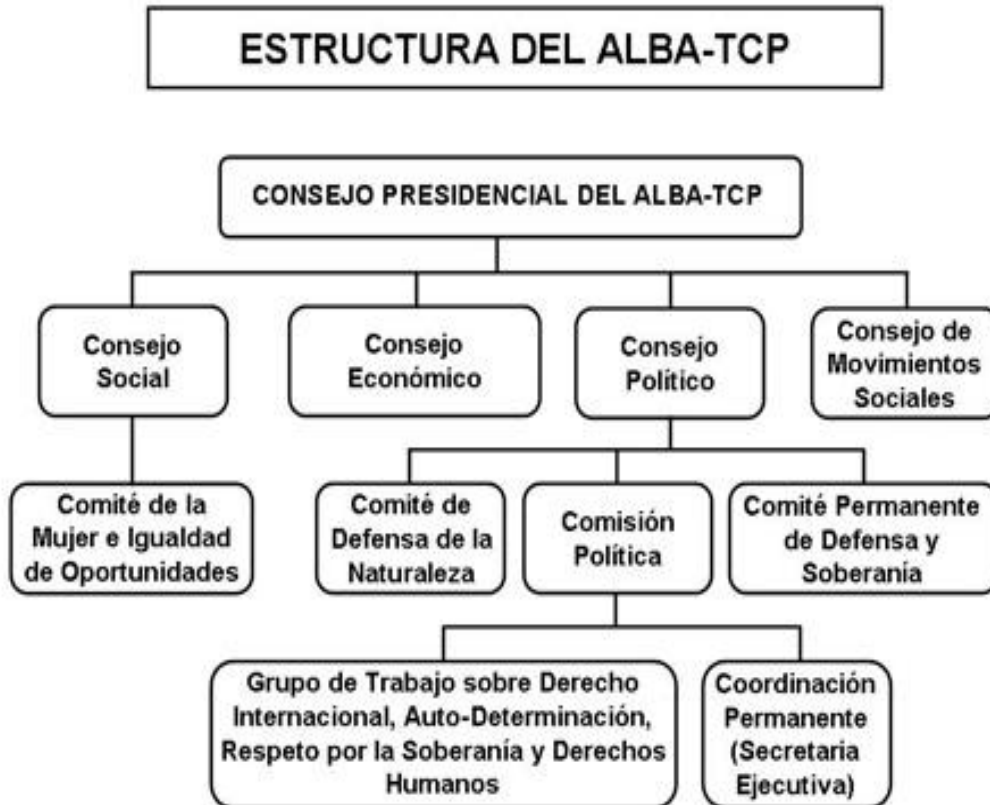 ESTRUCTURA DEL ALBA-TCP
CONSEJO PRESIDENCIAL DEL ALBA-TCP
Consejo
Social
Consejo
Económico
Consejo
Político
Consejo de
Movimientos
Sociales
Comité de la
Mujer e Igualdad
de Oportunidades
Comité de
Defensa de la
Naturaleza
Comisión
Política
Comité Permanente
de Defensa y
Soberanía
Grupo de Trabajo sobre Derecho
Internacional, Auto-Determinación,
Respeto por la Soberanía y Derechos
Humanos
Coordinación
Permanente
(Secretaria
Ejecutiva)